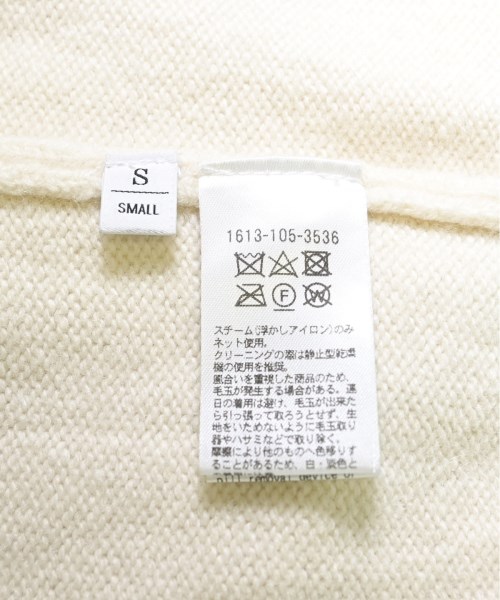 S
SMALL
1613-105-3536
F
W
スチーム(浮かしアイロン)のみ
ネット使用。
クリーニングの際は静止型乾燥
機の使用を推奨。
風合いを重視した商品のため、
毛玉が発生する場合がある。連
日の着用は避け、毛玉が出来た
ら引っ張って取ろうとせず、生
地をいためないように毛玉取り
器やハサミなどで取り除く。
摩擦により他のものへ色移りす
ることがあるため、白・淡色と
pill removal device or